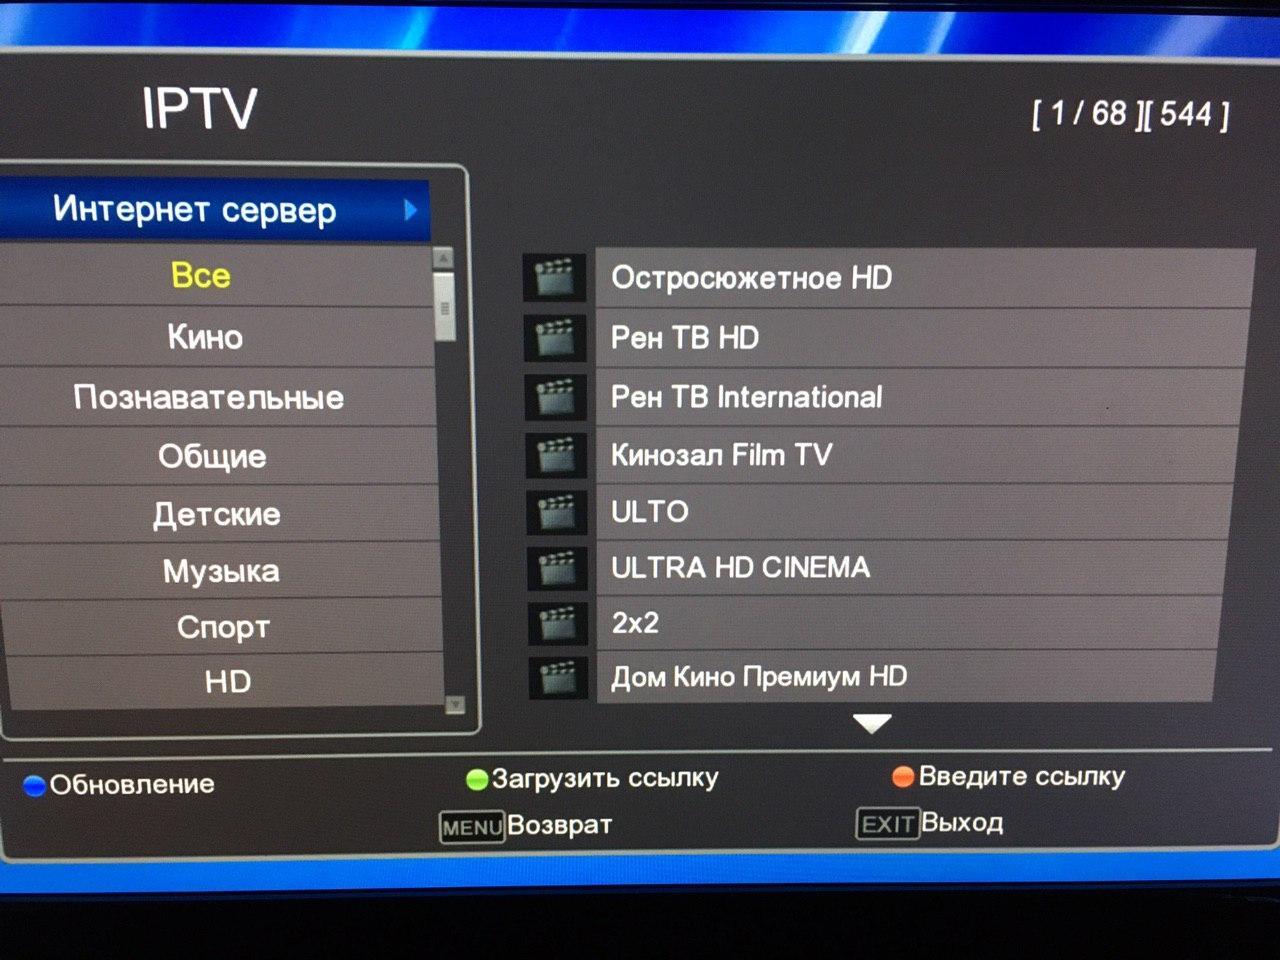 IPTV
[ 1 / 68 ][ 544 ]
Интернет сервер
Все
Кино
Познавательные
Общие
Детские
Музыка
Спорт
HD
Остросюжетное HD
Рен ТВ HD
Рен ТВ International
Кинозал Film TV
ULTO
ULTRA HD CINEMA
2x2
Дом Кино Премиум HD
Обновление
Загрузить ссылку
Введите ссылку
MENU Возврат
EXIT Выход